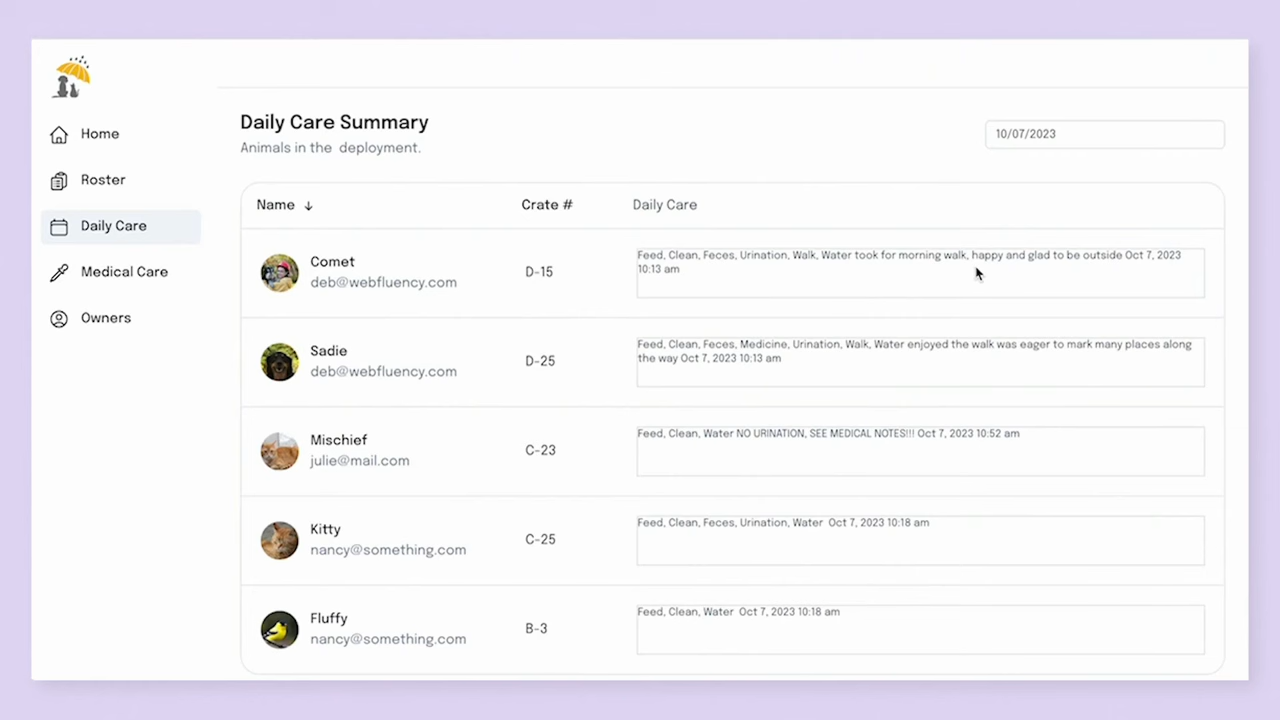 Home
Roster
Daily Care
Medical Care
Owners
Daily Care Summary
Animals in the  deployment.
10/07/2023
Name ↓ Crate # Daily Care
Comet
deb@webfluency.com
D-15
Feed, Clean, Feces, Urination, Walk, Water took for morning walk, happy and glad to be outside Oct 7, 2023
10:13 am
Sadie
deb@webfluency.com
D-25
Feed, Clean, Feces, Medicine, Urination, Walk, Water enjoyed the walk was eager to mark many places along
the way Oct 7, 2023 10:13 am
Mischief
julie@mail.com
C-23
Feed, Clean, Water NO URINATION, SEE MEDICAL NOTES!!! Oct 7, 2023 10:52 am
Kitty
nancy@something.com
C-25
Feed, Clean, Feces, Urination, Water  Oct 7, 2023 10:18 am
Fluffy
nancy@something.com
B-3
Feed, Clean, Water  Oct 7, 2023 10:18 am